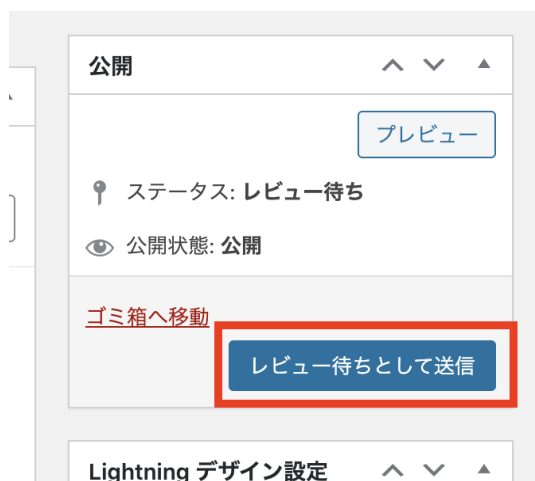 公開
プレビュー
ステータス: レビュー待ち
公開状態: 公開
ゴミ箱へ移動
レビュー待ちとして送信
Lightning デザイン設定